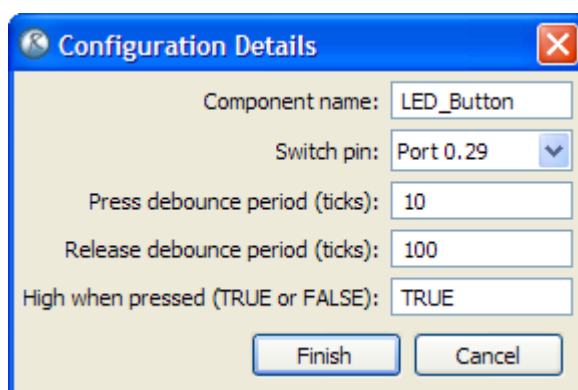 Configuration Details
Component name: LED_Button
Switch pin: Port 0.29
Press debounce period (ticks): 10
Release debounce period (ticks): 100
High when pressed (TRUE or FALSE): TRUE
Finish Cancel